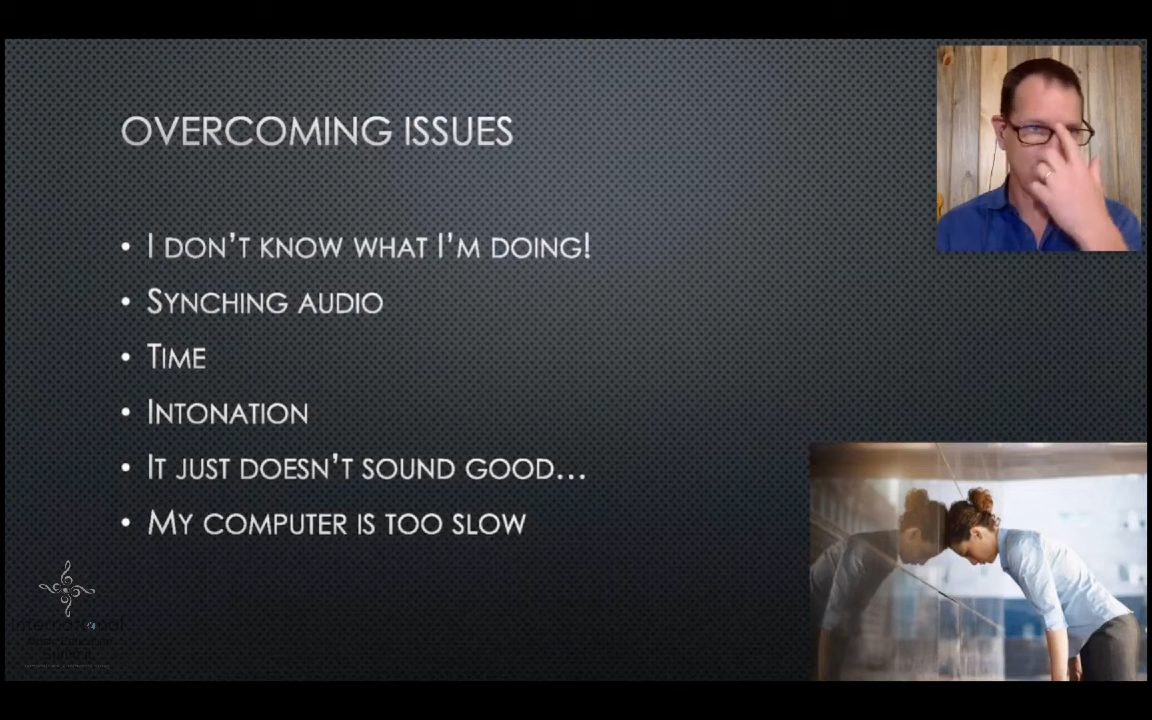 OVERCOMING ISSUES
• I DON'T KNOW WHAT I'M DOING!
• SYNCHING AUDIO
• TIME
• INTONATION
• IT JUST DOESN'T SOUND GOOD...
• MY COMPUTER IS TOO SLOW
International